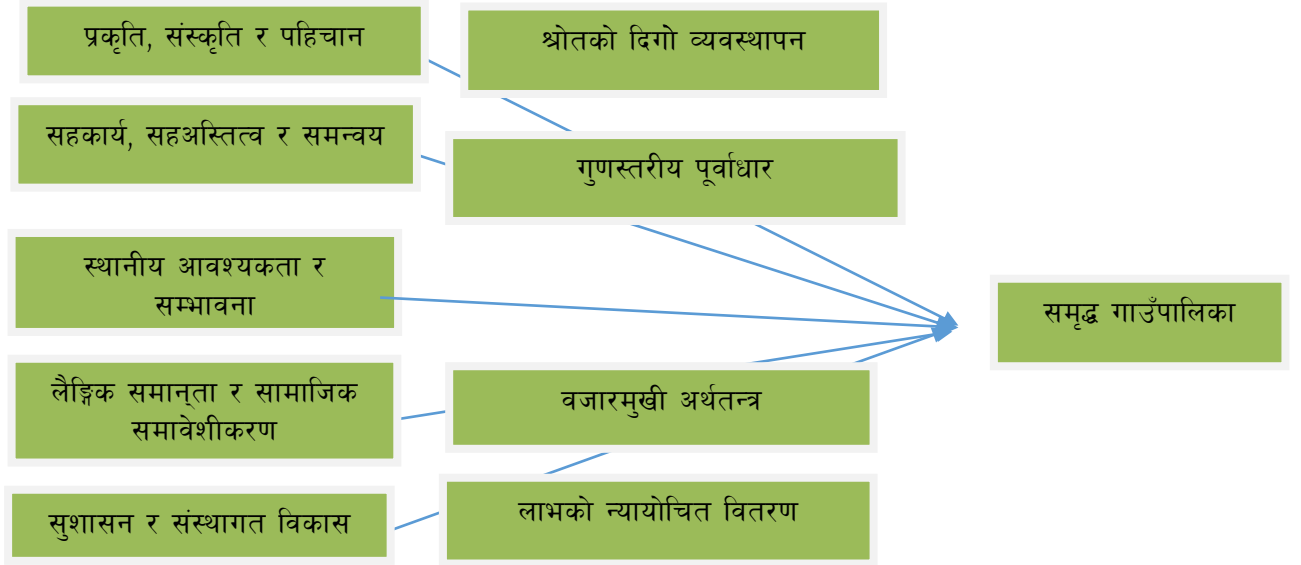 प्रकृति, संस्कृति र पहिचान
सहकार्य, सहअस्तित्व र समन्वय
स्थानीय आवश्यकता र
सम्भावना
लैङ्गिक समान्‌ता र सामाजिक
समावेशीकरण
सुशासन र संस्थागत विकास
श्रोतको दिगो व्यवस्थापन
गुणस्तरीय पूर्वाधार
वजारमुखी अर्थतन्त्र
लाभको न्यायोचित वितरण
समृद्ध गाउँपालिका